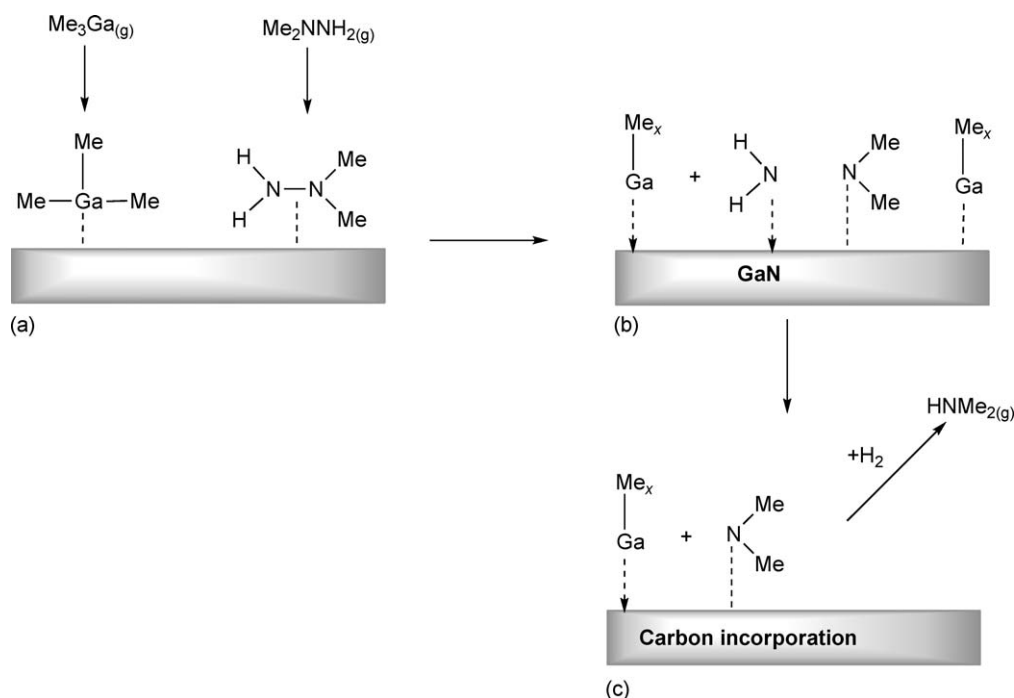 Me₃Ga₍g₎ Me₂NNH₂₍g₎
Me
Me Ga Me
H N N Me
H Me
(a)
Meₓ H Me Meₓ
Ga + N N Ga
H Me
GaN
(b)
HNMe₂₍g₎
+H₂
Meₓ Me
Ga + N
Me
Carbon incorporation
(c)